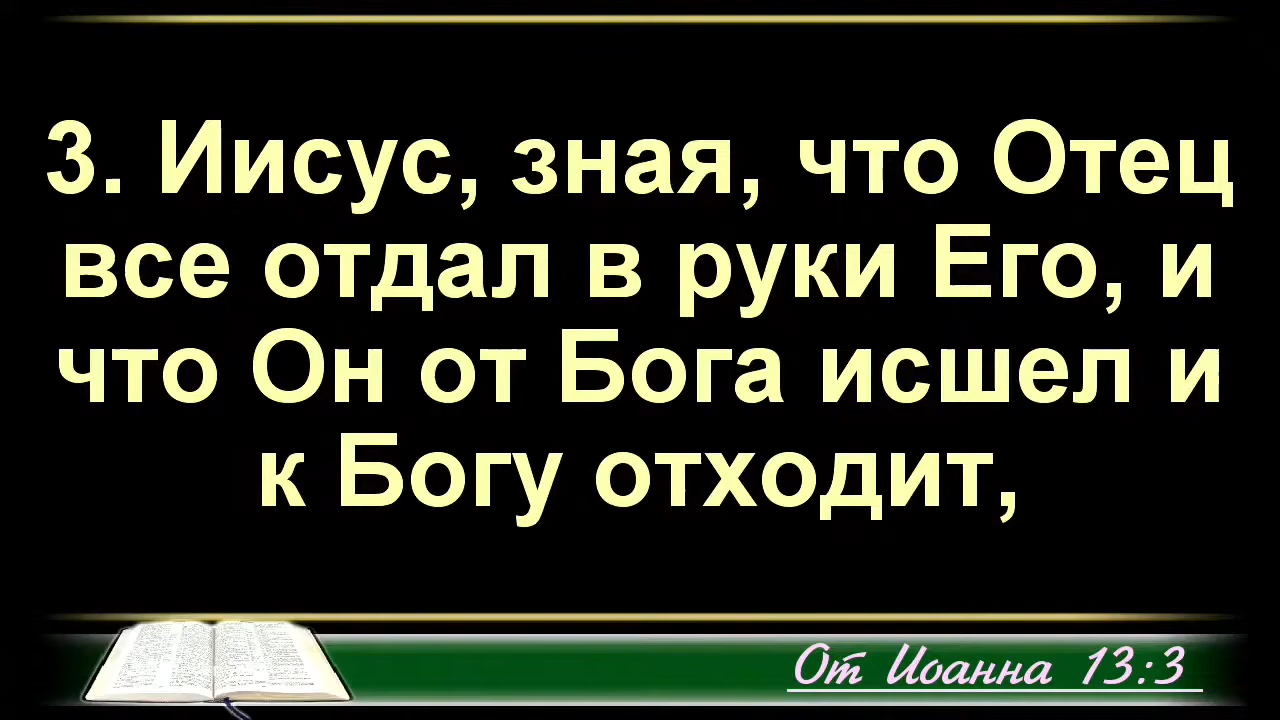 3. Иисус, зная, что Отец
все отдал в руки Его, и
что Он от Бога исшел и
к Богу отходит,
От Иоанна 13:3